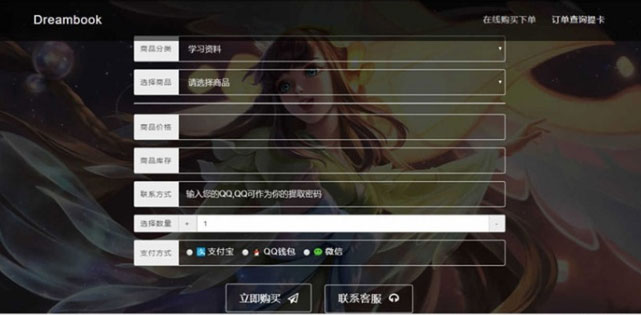 Dreambook 在线购买下单 订单查询提卡
商品分类 学习资料
选择商品 请选择商品
商品价格
商品库存
联系方式 输入您的QQ,QQ可作为你的提取密码
选择数量 + 1 -
支付方式 支付宝 QQ钱包 微信
立即购买 联系客服